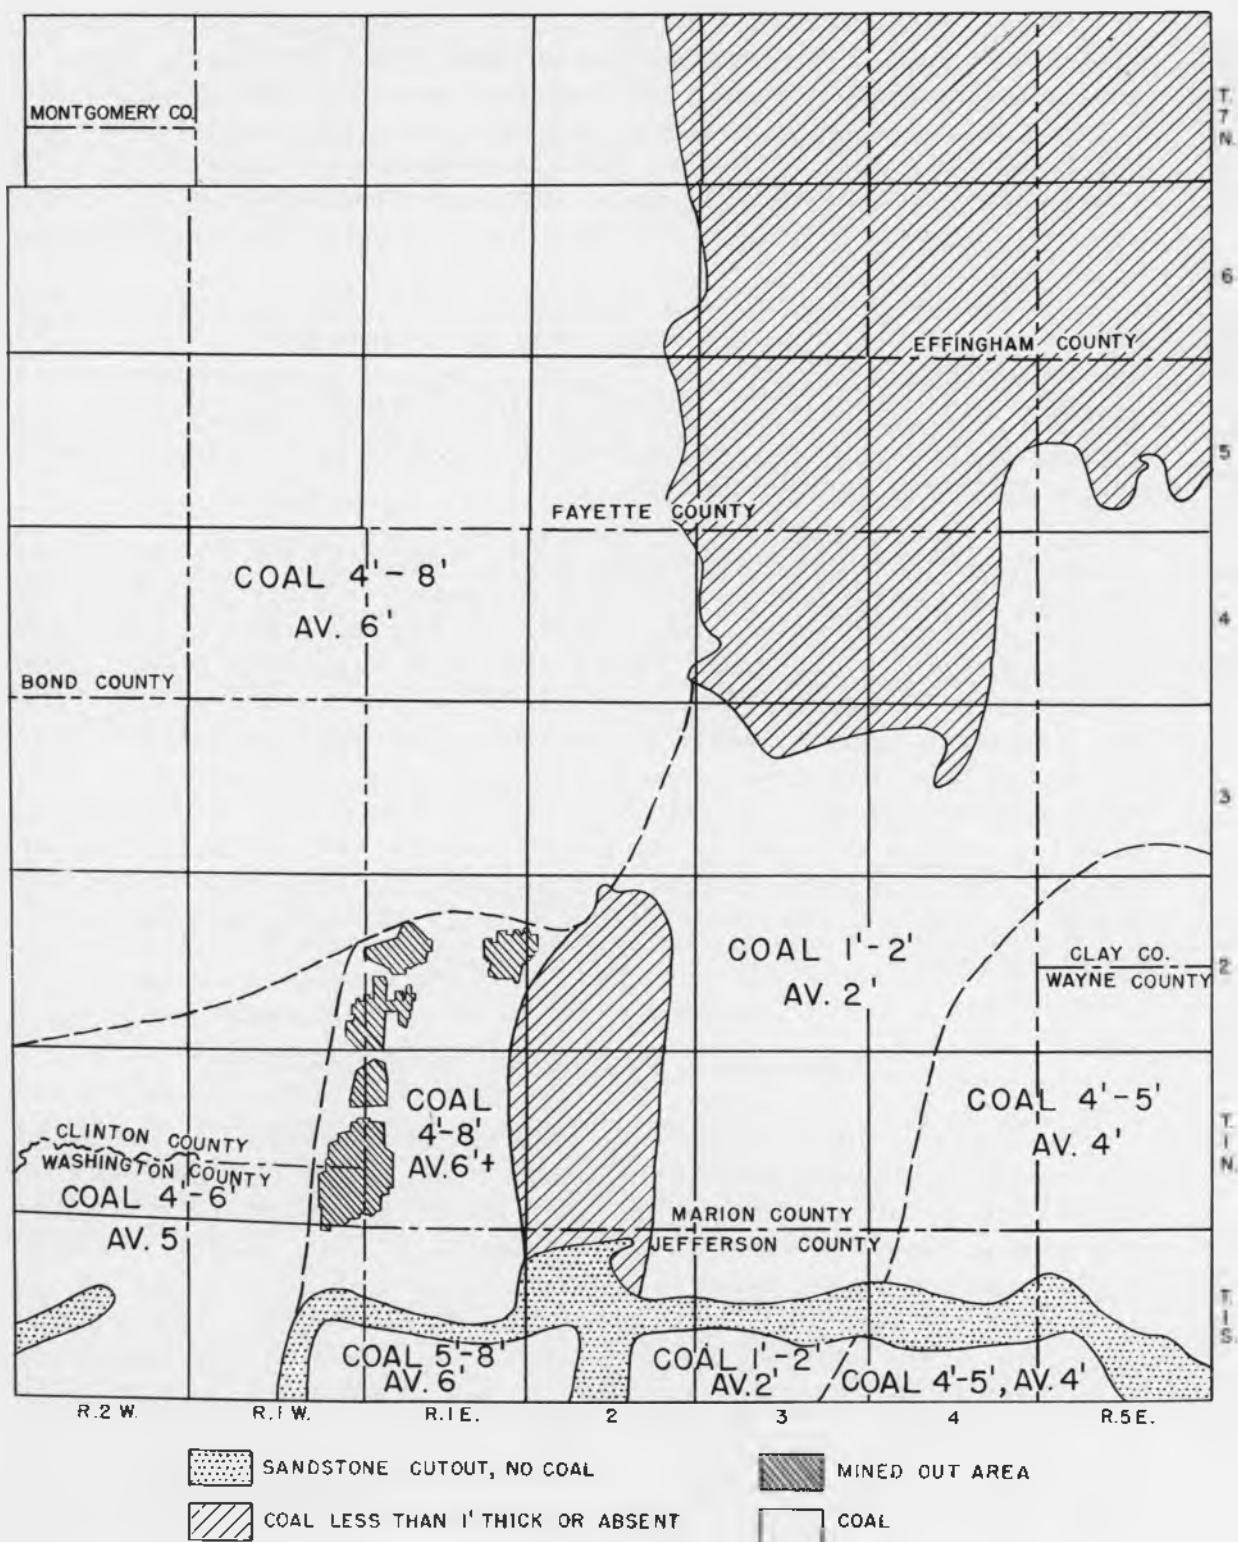 MONTGOMERY CO.
T.
7
N.
6
EFFINGHAM COUNTY
5
FAYETTE COUNTY
COAL 4'-8'
AV. 6'
4
BOND COUNTY
3
COAL 1'-2'
AV. 2'
CLAY CO.
2
WAYNE COUNTY
COAL
4'-8'
AV.6'+
COAL 4'-5'
AV. 4'
T.
1
N.
CLINTON COUNTY
WASHINGTON COUNTY
COAL 4'-6'
AV. 5
MARION COUNTY
JEFFERSON COUNTY
T.
1
S.
COAL 5'-8'
AV. 6'
COAL 1'-2'
AV. 2'
COAL 4'-5', AV. 4'
R.2 W.
R.1 W.
R.1 E.
2
3
4
R.5 E.
SANDSTONE CUTOUT, NO COAL
MINED OUT AREA
COAL LESS THAN 1' THICK OR ABSENT
COAL